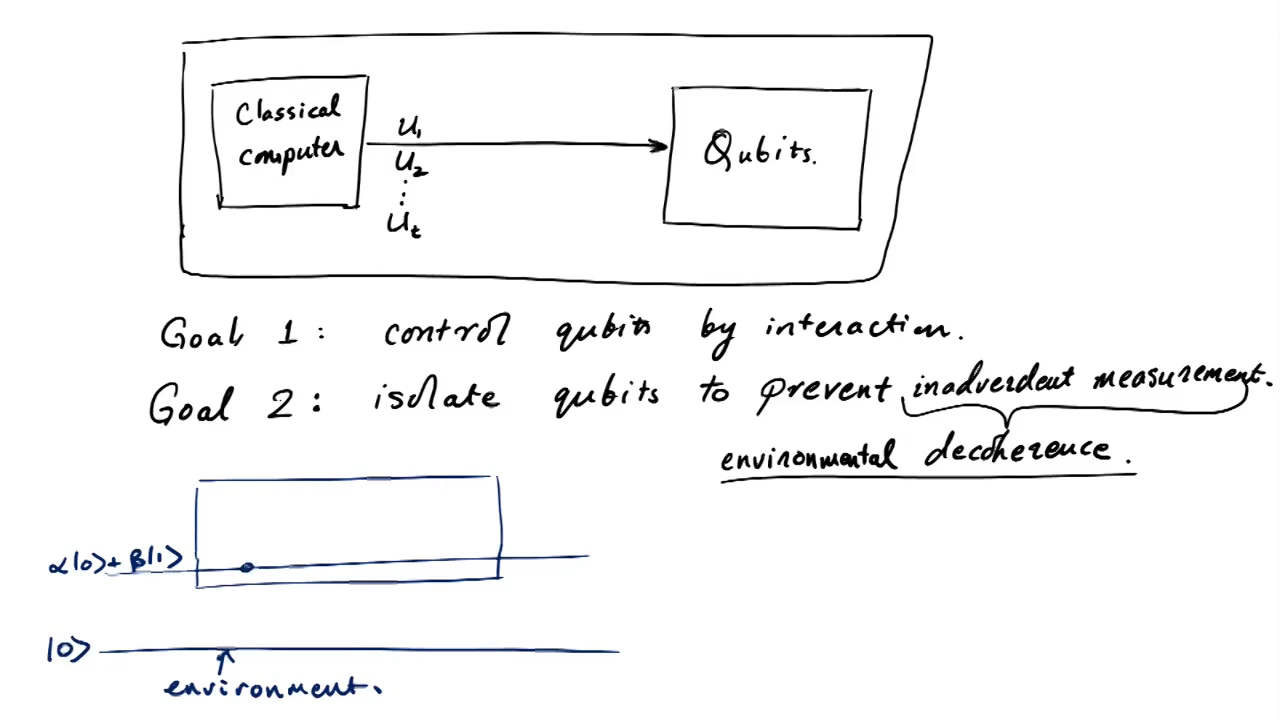 Classical
computer
U₁
U₂
⋮
Uₜ
Qubits.
Goal 1: control qubits by interaction.
Goal 2: isolate qubits to prevent inadverdent measurement.
environmental decoherence.
α|0>+ β|1>
|0>
environment.